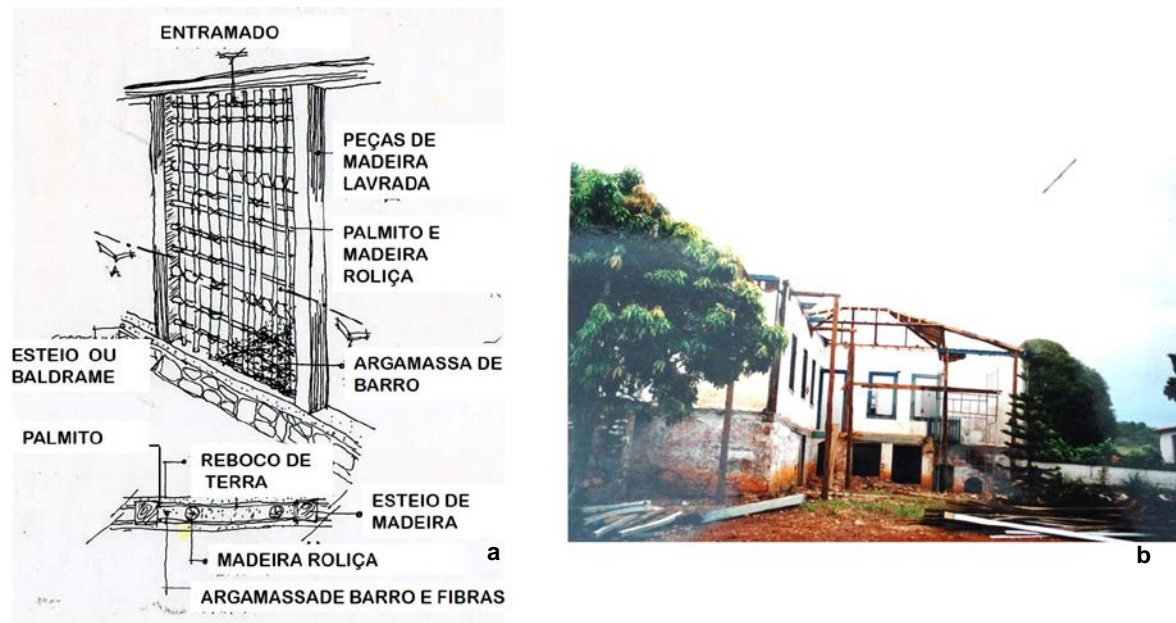 ENTRAMADO
PEÇAS DE
MADEIRA
LAVRADA
PALMITO E
MADEIRA
ROLIÇA
A
ESTEIO OU
BALDRAME
ARGAMASSA DE
BARRO
PALMITO
REBOCO DE
TERRA
ESTEIO DE
MADEIRA
MADEIRA ROLIÇA
ARGAMASSADE BARRO E FIBRAS
a
b